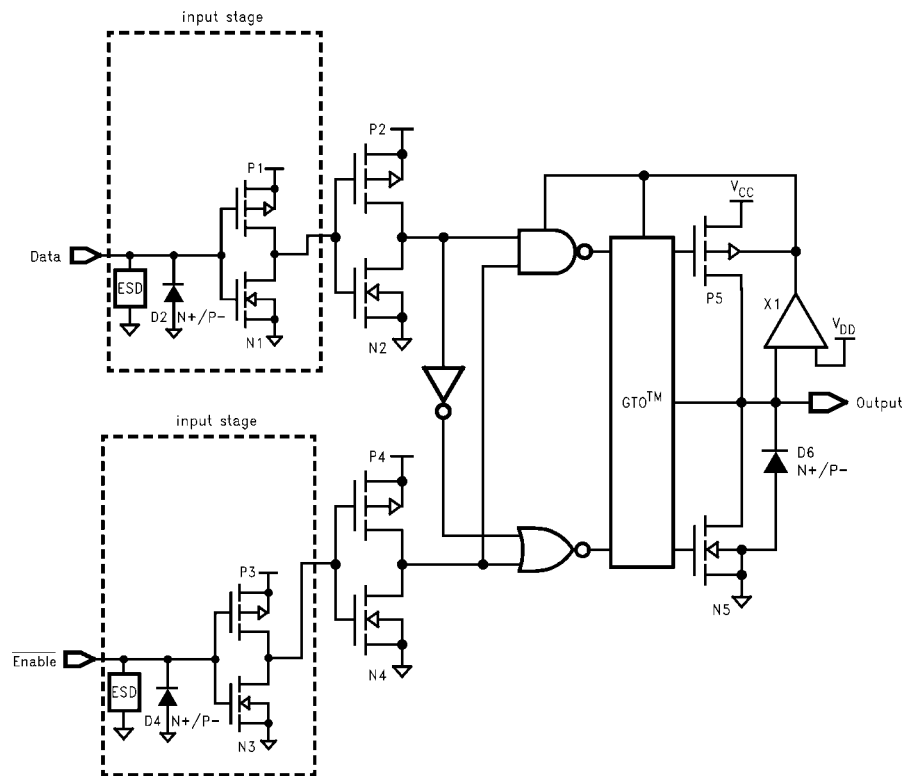 input stage
P2
P1
V_CC
Data
ESD
D2 N+/P-
N1
N2
P5
X1
V_DD
GTO™
Output
input stage
P4
D6
N+/P-
P3
N5
Enable
ESD
D4 N+/P-
N3
N4